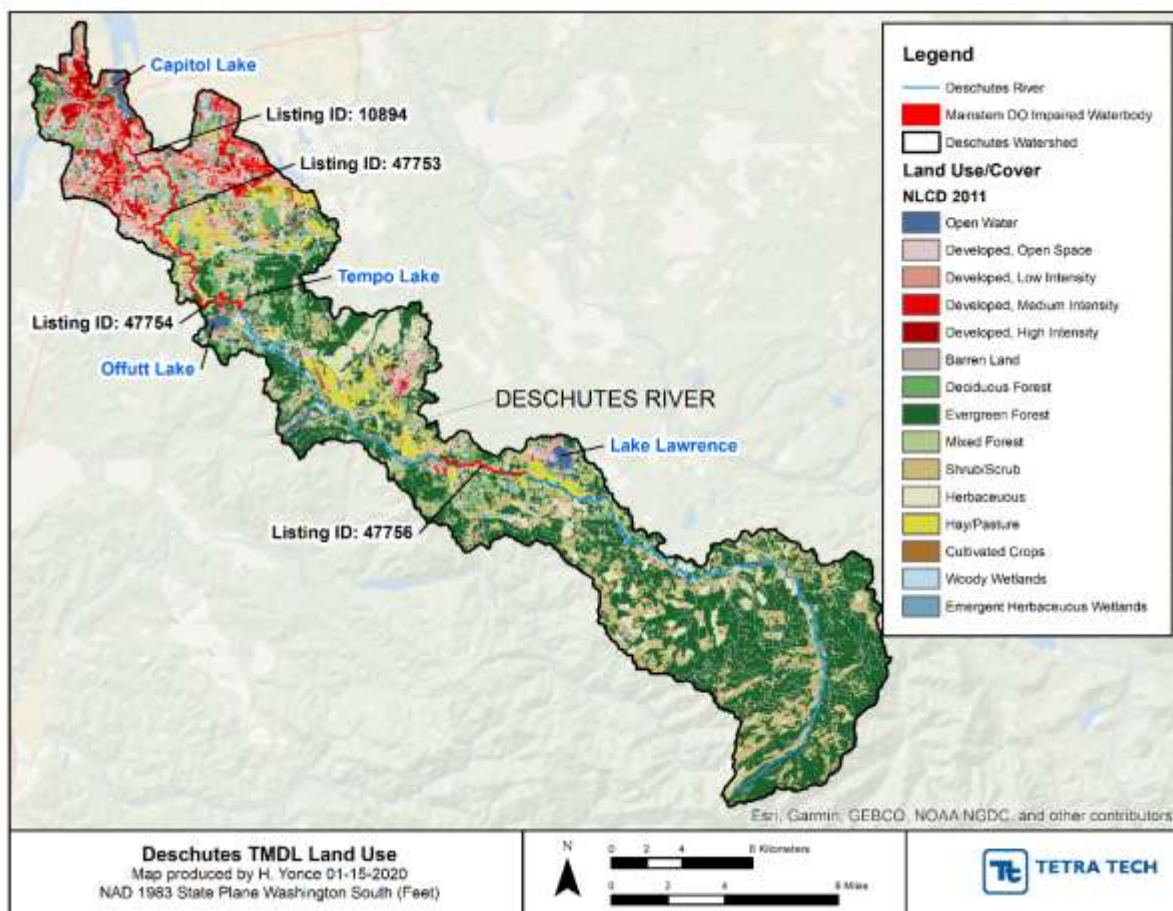 Capitol Lake
Listing ID: 10894
Listing ID: 47753
Tempo Lake
Listing ID: 47754
Offutt Lake
DESCHUTES RIVER
Lake Lawrence
Listing ID: 47756
Legend
Deschutes River
Mainstem DO Impaired Waterbody
Deschutes Watershed
Land Use/Cover
NLCD 2011
Open Water
Developed, Open Space
Developed, Low Intensity
Developed, Medium Intensity
Developed, High Intensity
Barren Land
Deciduous Forest
Evergreen Forest
Mixed Forest
Shrub/Scrub
Herbaceous
Hay/Pasture
Cultivated Crops
Woody Wetlands
Emergent Herbaceous Wetlands
Esri, Garmin, GEBCO, NOAA NGDC, and other contributors
Deschutes TMDL Land Use
Map produced by H. Yonce 01-15-2020
NAD 1983 State Plane Washington South (Feet)
N
0 2 4 8 Kilometers
0 2 4 8 Miles
Tt TETRA TECH